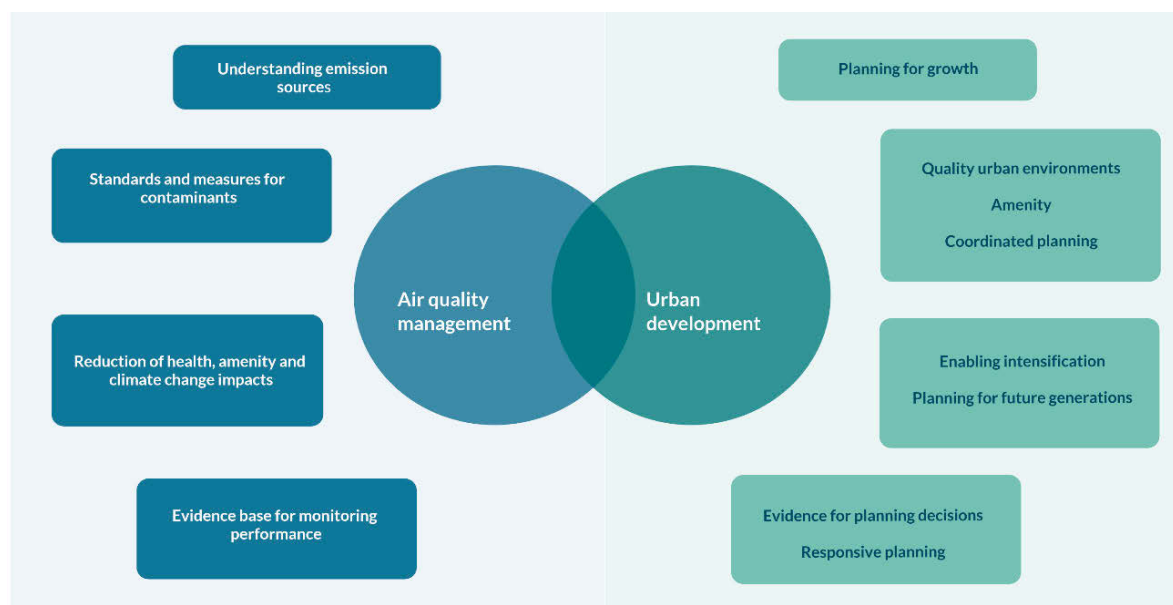 Understanding emission
sources
Standards and measures for
contaminants
Reduction of health, amenity and
climate change impacts
Evidence base for monitoring
performance
Air quality
management
Urban
development
Planning for growth
Quality urban environments
Amenity
Coordinated planning
Enabling intensification
Planning for future generations
Evidence for planning decisions
Responsive planning